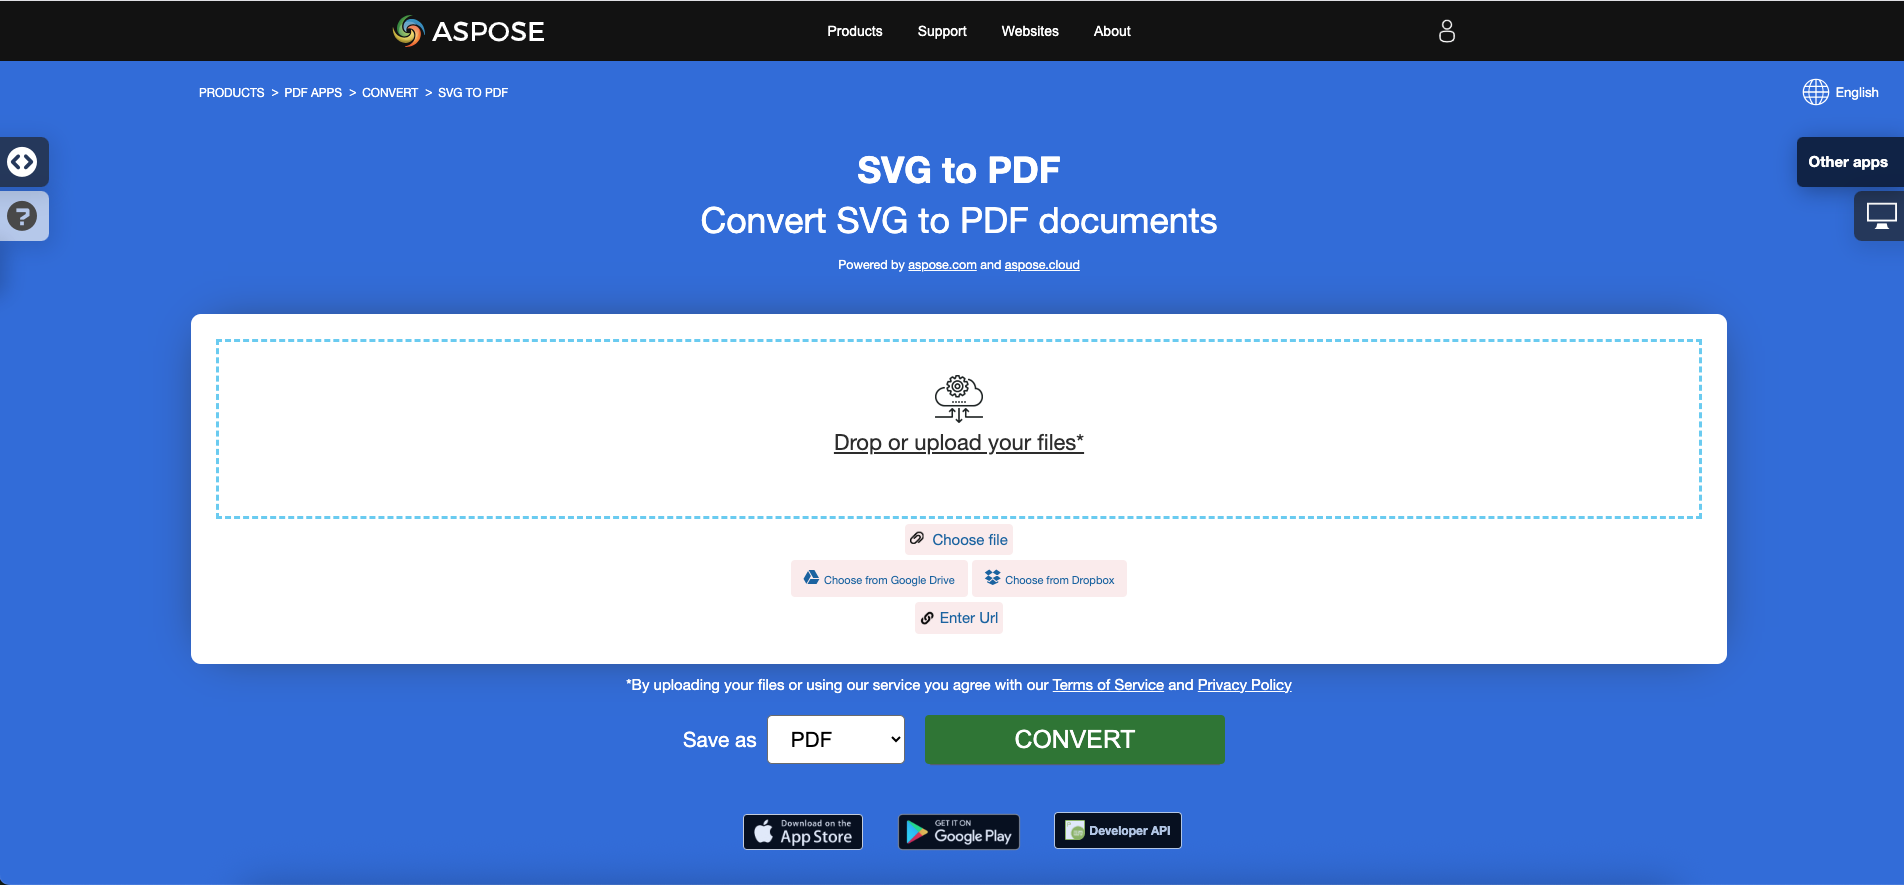 ASPOSE
Products Support Websites About
PRODUCTS > PDF APPS > CONVERT > SVG TO PDF
English
Other apps
SVG to PDF
Convert SVG to PDF documents
Powered by aspose.com and aspose.cloud
Drop or upload your files*
Choose file
Choose from Google Drive Choose from Dropbox
Enter Url
*By uploading your files or using our service you agree with our Terms of Service and Privacy Policy
Save as PDF CONVERT
Download on the
App Store
GET IT ON
Google Play
Developer API